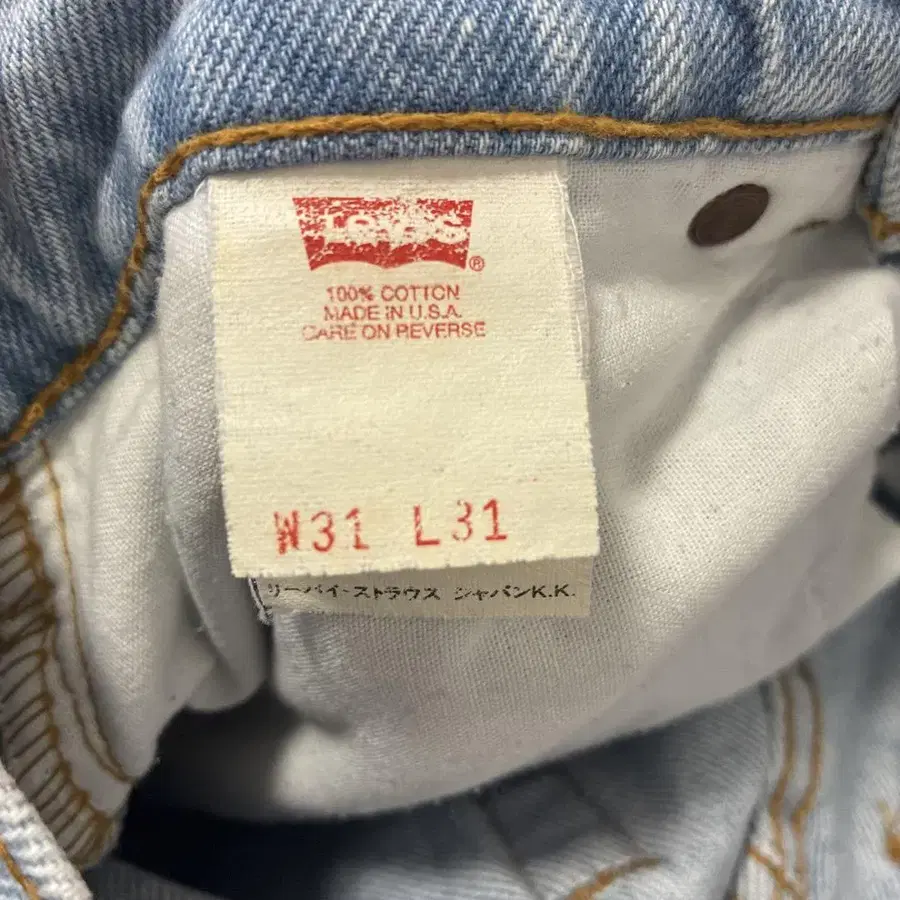 Levi's
®
100% COTTON
MADE IN U.S.A.
CARE ON REVERSE
W31 L31
リーバイ・ストラウス ジャパンK.K.